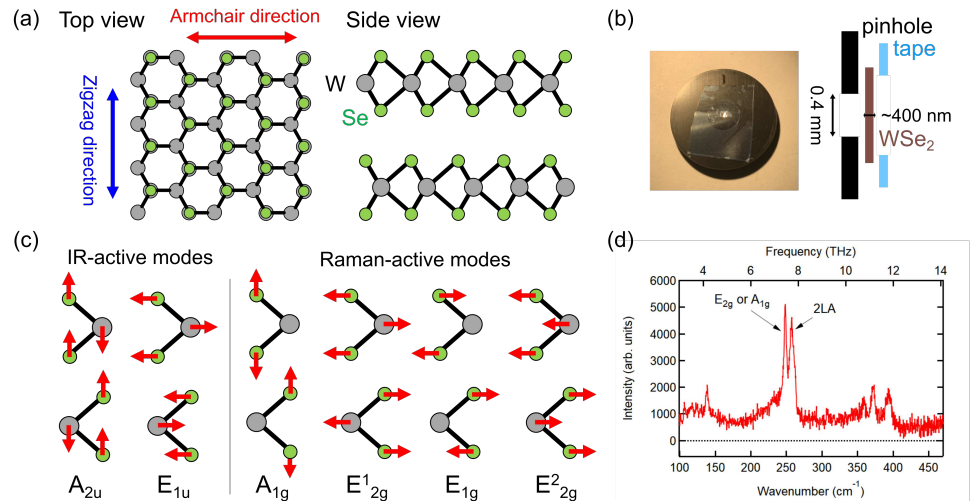 (a)
Top view
Armchair direction
Zigzag direction
Side view
W
Se
(b)
pinhole
tape
0.4 mm
~400 nm
WSe₂
(c)
IR-active modes
Raman-active modes
A₂ᵤ
E₁ᵤ
A₁g
E¹₂g
E₁g
E²₂g
(d)
Frequency (THz)
4 6 8 10 12 14
Intensity (arb. units)
6000
5000
4000
3000
2000
1000
0
E₂g or A₁g
2LA
100 150 200 250 300 350 400 450
Wavenumber (cm⁻¹)